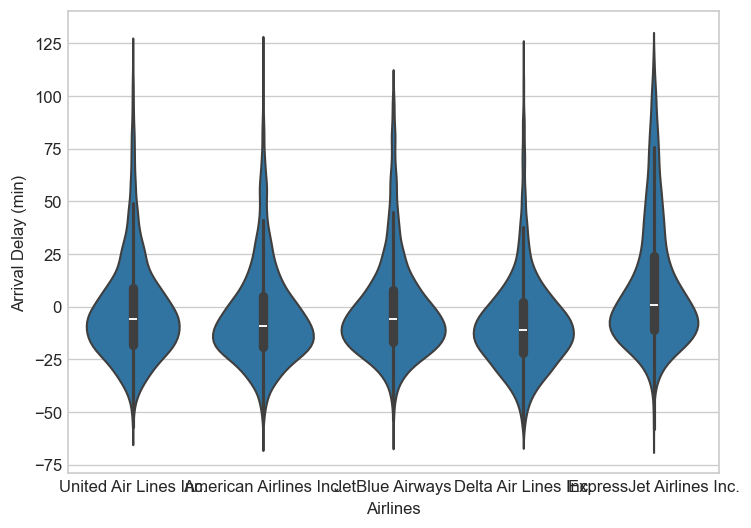 125
100
75
50
25
0
−25
−50
−75
Arrival Delay (min)
United Air Lines Inc.
American Airlines Inc.
JetBlue Airways
Delta Air Lines Inc.
ExpressJet Airlines Inc.
Airlines